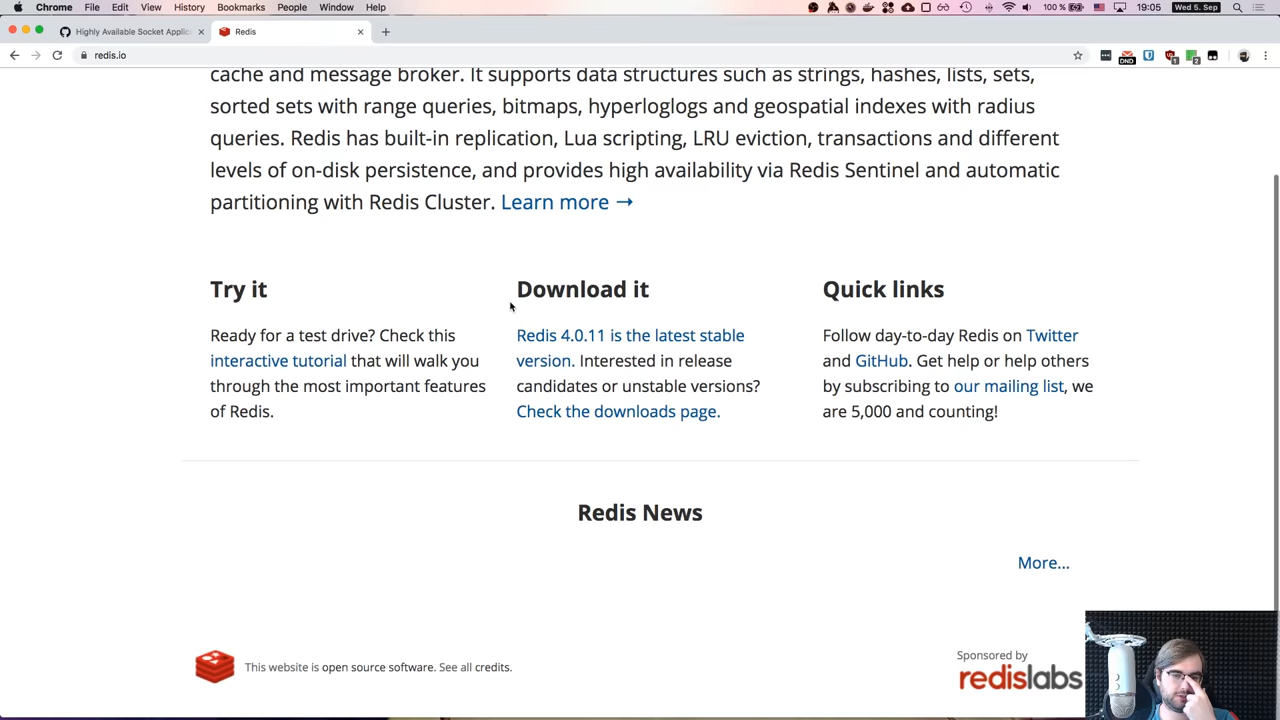 Chrome File Edit View History Bookmarks People Window Help 100 % 19:05 Wed 5. Sep
Highly Available Socket Applic
Redis
redis.io
DND
1
2
cache and message broker. It supports data structures such as strings, hashes, lists, sets,
sorted sets with range queries, bitmaps, hyperloglogs and geospatial indexes with radius
queries. Redis has built-in replication, Lua scripting, LRU eviction, transactions and different
levels of on-disk persistence, and provides high availability via Redis Sentinel and automatic
partitioning with Redis Cluster. Learn more →
Try it
Ready for a test drive? Check this
interactive tutorial that will walk you
through the most important features
of Redis.
Download it
Redis 4.0.11 is the latest stable
version. Interested in release
candidates or unstable versions?
Check the downloads page.
Quick links
Follow day-to-day Redis on Twitter
and GitHub. Get help or help others
by subscribing to our mailing list, we
are 5,000 and counting!
Redis News
More...
This website is open source software. See all credits.
Sponsored by
redislabs